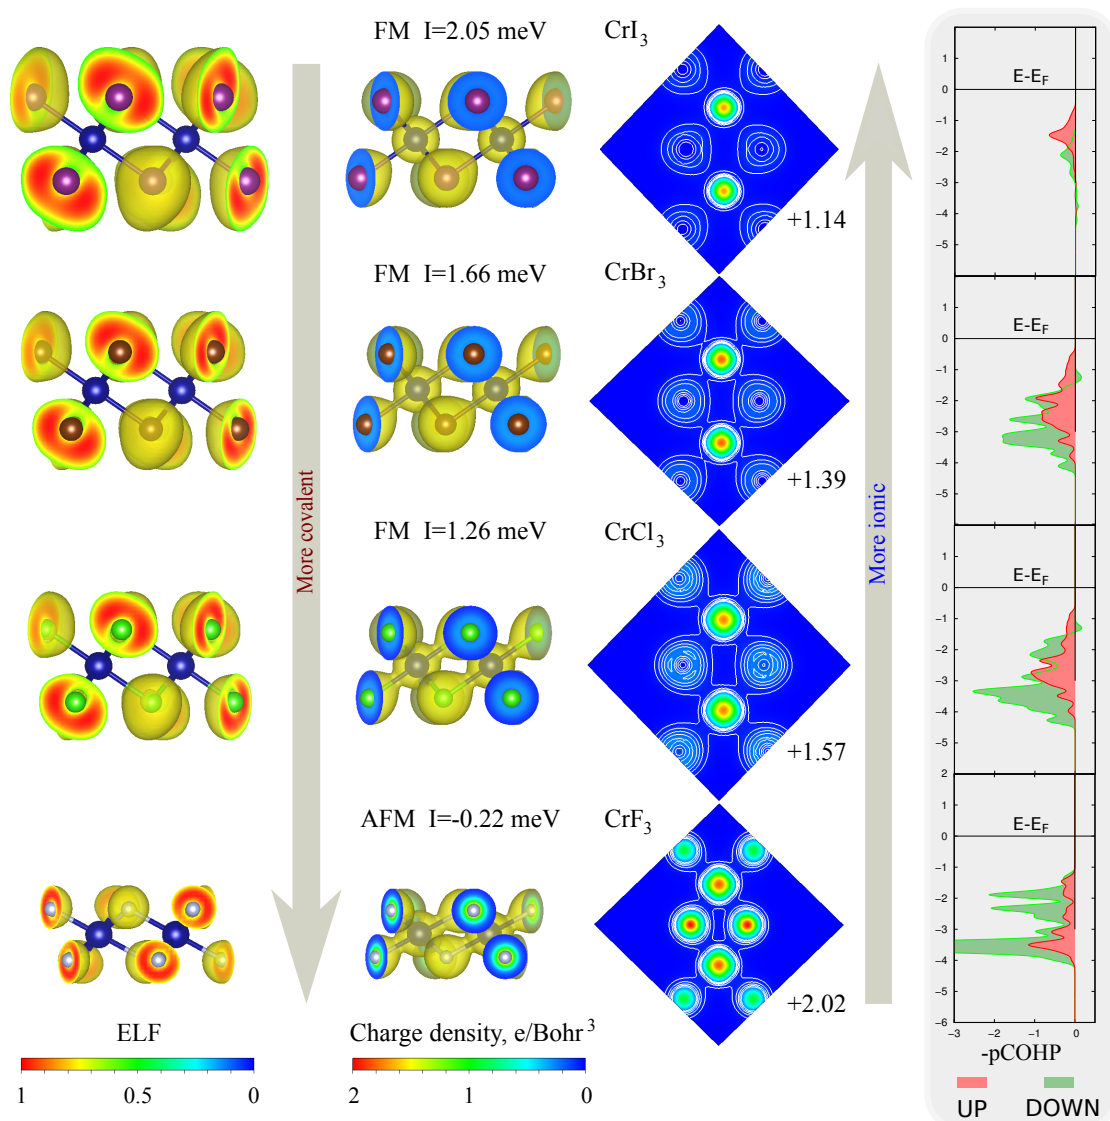 FM I=2.05 meV
CrI3
+1.14
FM I=1.66 meV
CrBr3
+1.39
FM I=1.26 meV
CrCl3
+1.57
AFM I=-0.22 meV
CrF3
+2.02
More covalent
More ionic
ELF
1 0.5 0
Charge density, e/Bohr³
2 1 0
E-EF
1
0
−1
−2
−3
−4
−5
E-EF
1
0
−1
−2
−3
−4
−5
E-EF
1
0
−1
−2
−3
−4
−5
2
E-EF
1
0
−1
−2
−3
−4
−5
−6
−3 −2 −1 0
-pCOHP
UP DOWN